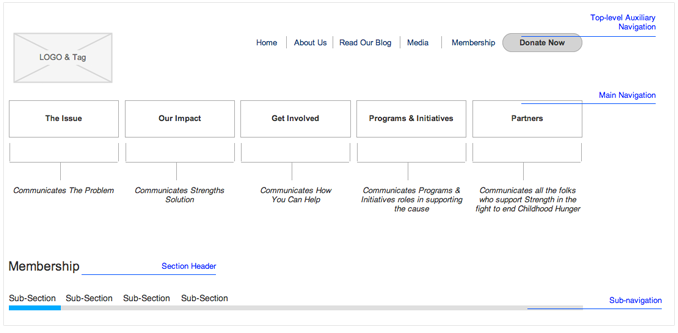 Top-level Auxiliary
Navigation
Home About Us Read Our Blog Media Membership Donate Now
LOGO & Tag
Main Navigation
The Issue Our Impact Get Involved Programs & Initiatives Partners
Communicates The Problem
Communicates Strengths
Solution
Communicates How
You Can Help
Communicates Programs &
Initiatives roles in supporting
the cause
Communicates all the folks
who support Strength in the
fight to end Childhood Hunger
Membership
Section Header
Sub-Section Sub-Section Sub-Section Sub-Section
Sub-navigation